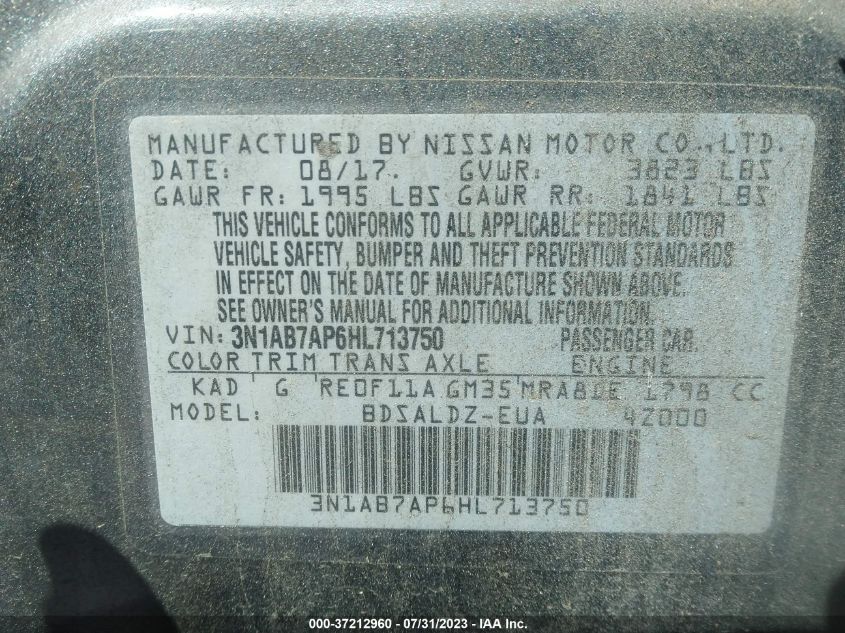 MANUFACTURED BY NISSAN MOTOR CO., LTD.
DATE: 08/17. GVWR: 3823 LBS
GAWR FR: 1995 LBS GAWR RR: 1841 LBS
THIS VEHICLE CONFORMS TO ALL APPLICABLE FEDERAL MOTOR
VEHICLE SAFETY, BUMPER AND THEFT PREVENTION STANDARDS
IN EFFECT ON THE DATE OF MANUFACTURE SHOWN ABOVE.
SEE OWNER'S MANUAL FOR ADDITIONAL INFORMATION.
VIN: 3N1AB7AP6HL713750 PASSENGER CAR.
COLOR TRIM TRANS AXLE ENGINE
KAD G RE0F11A GM35 MRA8DE 1798 CC
MODEL: BDSALDZ-EUA 42000
3N1AB7AP6HL713750
000-37212960 - 07/31/2023 - IAA Inc.